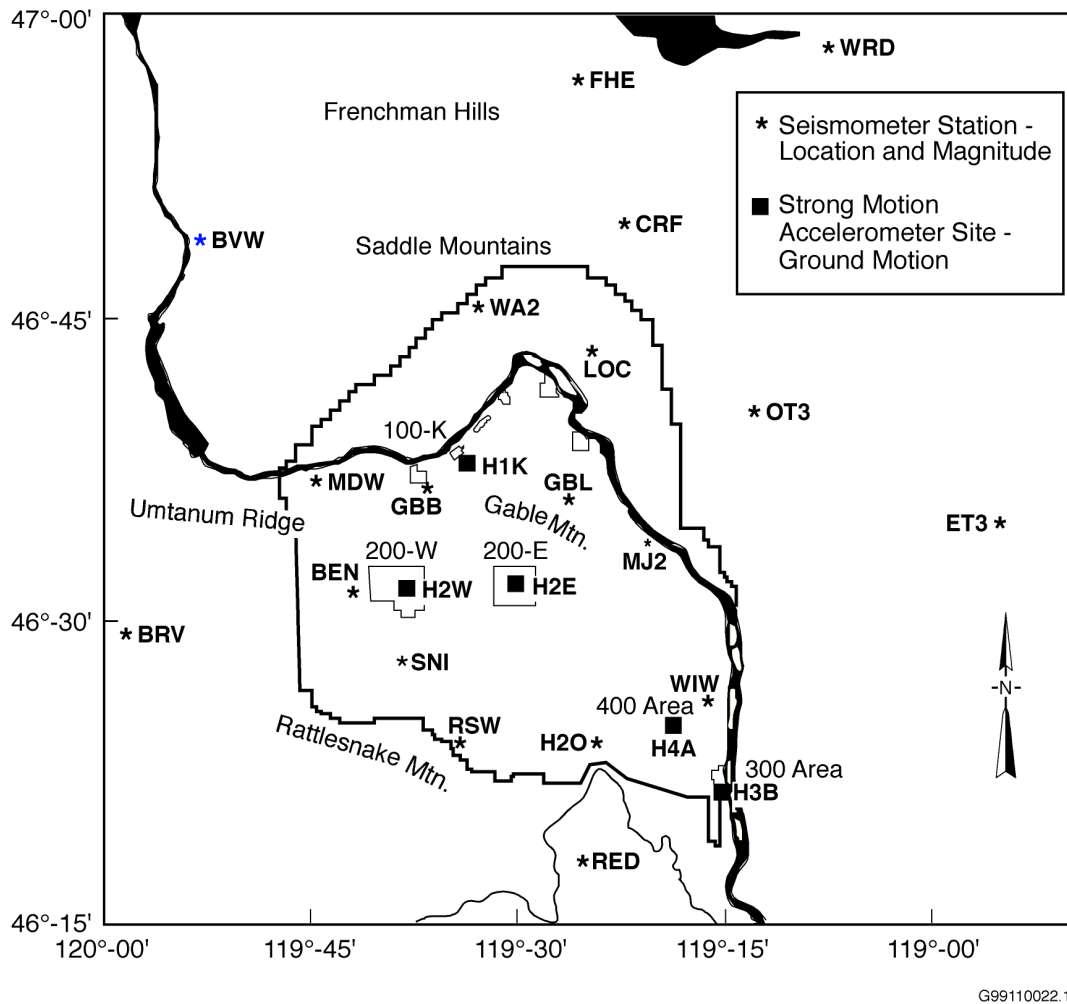 47°-00'
WRD
FHE
Frenchman Hills
* Seismometer Station -
Location and Magnitude
■ Strong Motion
Accelerometer Site -
Ground Motion
CRF
BVW
Saddle Mountains
WA2
46°-45'
LOC
OT3
100-K
H1K
MDW
GBL
GBB
Umtanum Ridge
Gable Mtn.
ET3
200-W
200-E
MJ2
BEN
H2W
H2E
46°-30'
BRV
SNI
WIW
-N-
400 Area
RSW
H2O
H4A
Rattlesnake Mtn.
300 Area
H3B
RED
46°-15'
120°-00'
119°-45'
119°-30'
119°-15'
119°-00'
G99110022.1